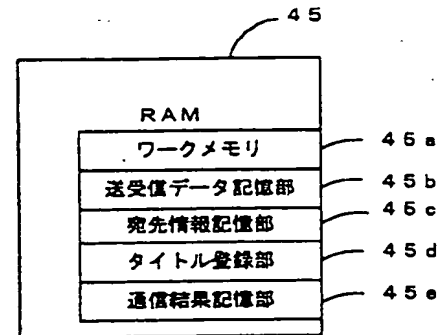 45
RAM
ワークメモリ 45a
送受信データ記憶部 45b
宛先情報記憶部 45c
タイトル登録部 45d
通信結果記憶部 45e